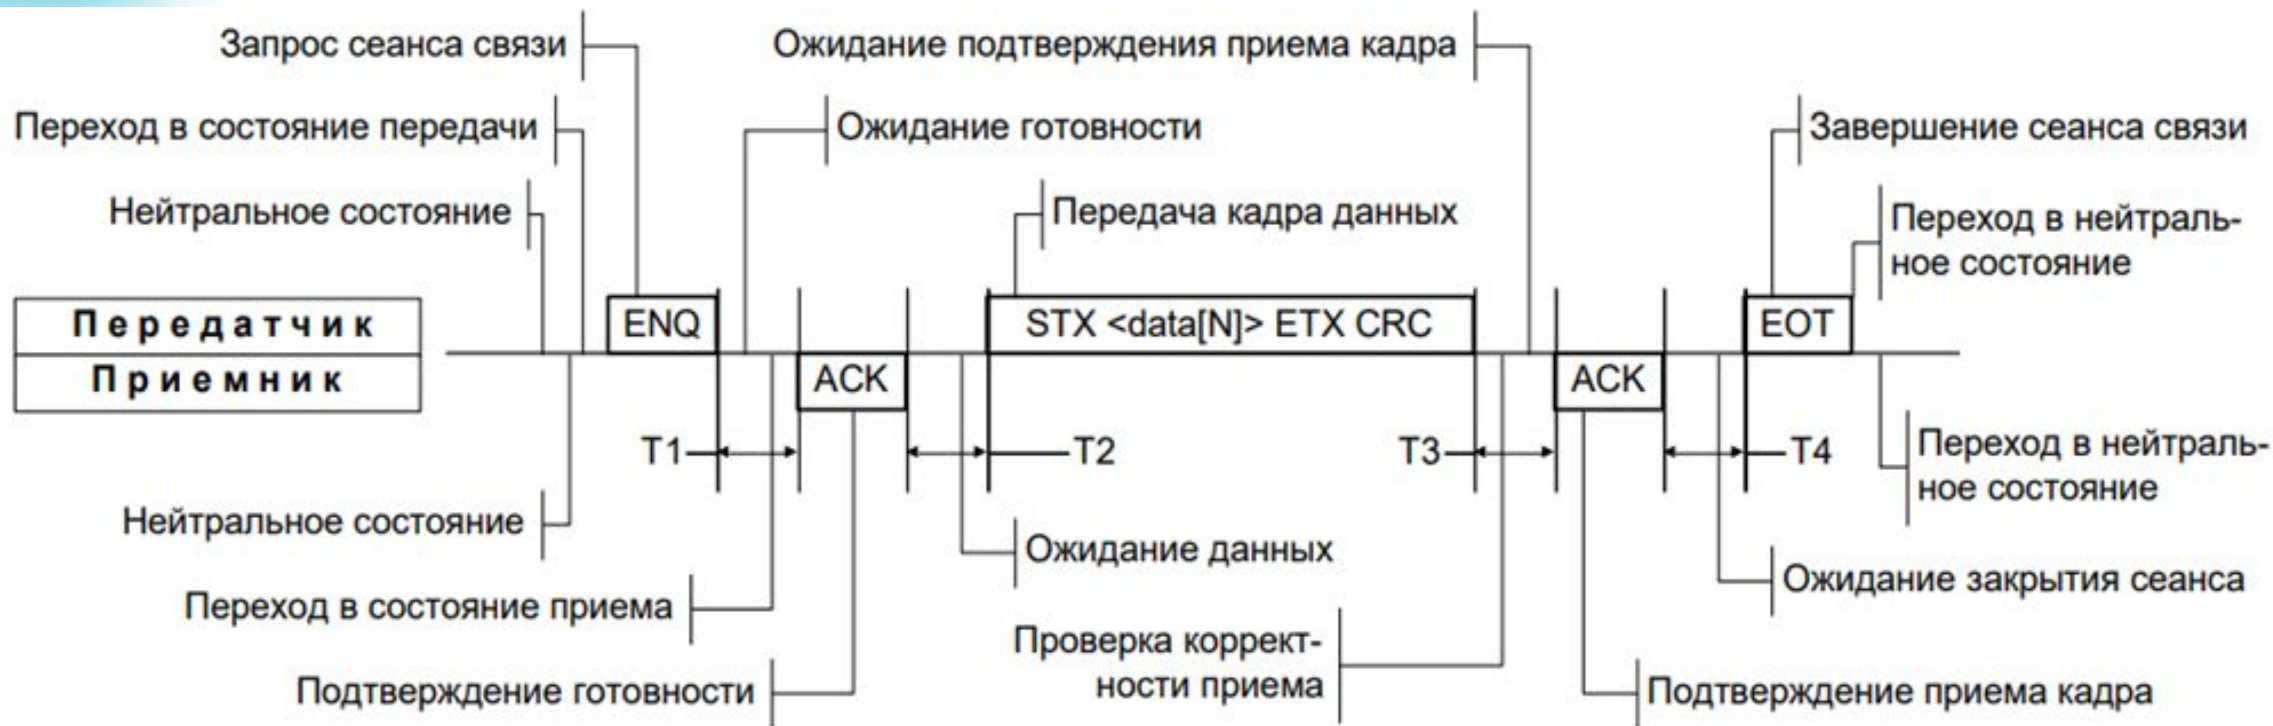 Запрос сеанса связи
Ожидание подтверждения приема кадра
Переход в состояние передачи
Ожидание готовности
Завершение сеанса связи
Нейтральное состояние
Передача кадра данных
Переход в нейтраль-
ное состояние
Передатчик
ENQ
STX <data[N]> ETX CRC
EOT
Приемник
ACK
ACK
T1
T2
T3
T4
Переход в нейтраль-
ное состояние
Нейтральное состояние
Ожидание данных
Ожидание закрытия сеанса
Переход в состояние приема
Проверка коррект-
ности приема
Подтверждение готовности
Подтверждение приема кадра